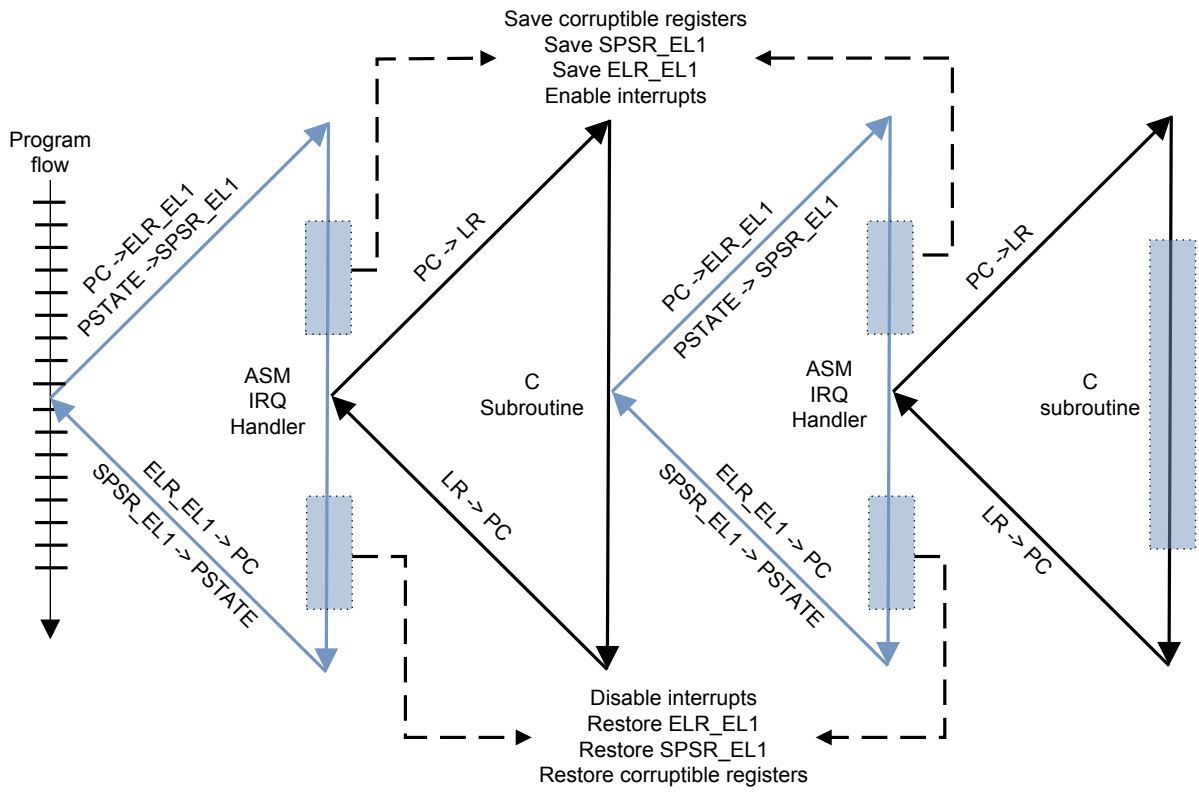 Save corruptible registers
Save SPSR_EL1
Save ELR_EL1
Enable interrupts
Program
flow
PC ->ELR_EL1
PSTATE ->SPSR_EL1
PC -> LR
PC ->ELR_EL1
PSTATE -> SPSR_EL1
PC ->LR
ASM
IRQ
Handler
C
Subroutine
ASM
IRQ
Handler
C
subroutine
ELR_EL1 -> PC
SPSR_EL1 -> PSTATE
LR -> PC
ELR_EL1 -> PC
SPSR_EL1 -> PSTATE
LR -> PC
Disable interrupts
Restore ELR_EL1
Restore SPSR_EL1
Restore corruptible registers